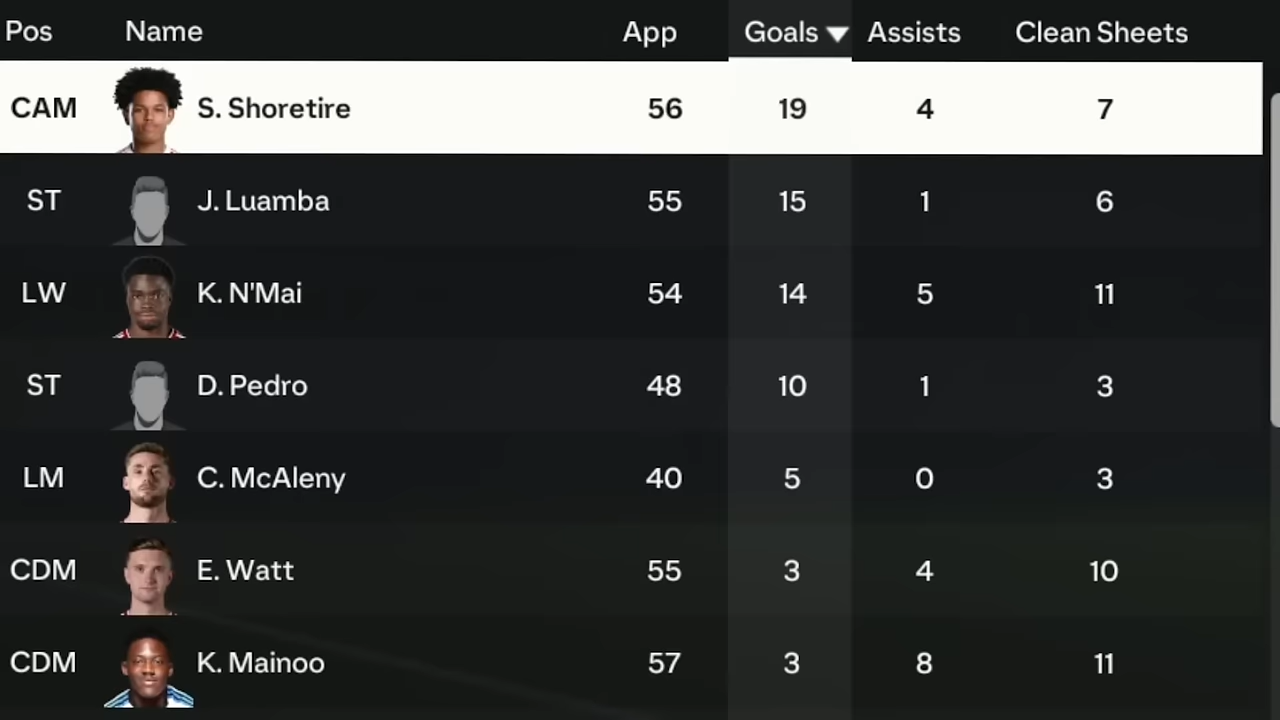 Pos Name App Goals Assists Clean Sheets
CAM S. Shoretire 56 19 4 7
ST J. Luamba 55 15 1 6
LW K. N'Mai 54 14 5 11
ST D. Pedro 48 10 1 3
LM C. McAleny 40 5 0 3
CDM E. Watt 55 3 4 10
CDM K. Mainoo 57 3 8 11